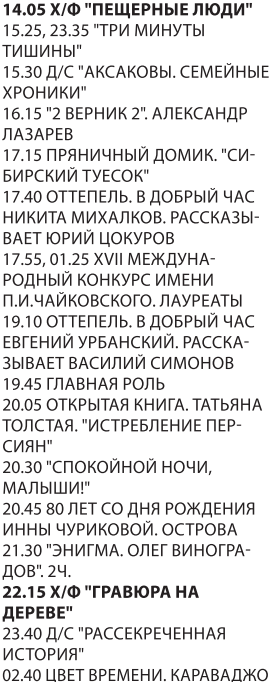 14.05 Х/Ф "ПЕЩЕРНЫЕ ЛЮДИ"
15.25, 23.35 "ТРИ МИНУТЫ
ТИШИНЫ"
15.30 Д/С "АКСАКОВЫ. СЕМЕЙНЫЕ
ХРОНИКИ"
16.15 "2 ВЕРНИК 2". АЛЕКСАНДР
ЛАЗАРЕВ
17.15 ПРЯНИЧНЫЙ ДОМИК. "СИ-
БИРСКИЙ ТУЕСОК"
17.40 ОТТЕПЕЛЬ. В ДОБРЫЙ ЧАС
НИКИТА МИХАЛКОВ. РАССКАЗЫ-
ВАЕТ ЮРИЙ ЦОКУРОВ
17.55, 01.25 XVII МЕЖДУНА-
РОДНЫЙ КОНКУРС ИМЕНИ
П.И.ЧАЙКОВСКОГО. ЛАУРЕАТЫ
19.10 ОТТЕПЕЛЬ. В ДОБРЫЙ ЧАС
ЕВГЕНИЙ УРБАНСКИЙ. РАССКА-
ЗЫВАЕТ ВАСИЛИЙ СИМОНОВ
19.45 ГЛАВНАЯ РОЛЬ
20.05 ОТКРЫТАЯ КНИГА. ТАТЬЯНА
ТОЛСТАЯ. "ИСТРЕБЛЕНИЕ ПЕР-
СИЯН"
20.30 "СПОКОЙНОЙ НОЧИ,
МАЛЫШИ!"
20.45 80 ЛЕТ СО ДНЯ РОЖДЕНИЯ
ИННЫ ЧУРИКОВОЙ. ОСТРОВА
21.30 "ЭНИГМА. ОЛЕГ ВИНОГРА-
ДОВ". 2Ч.
22.15 Х/Ф "ГРАВЮРА НА
ДЕРЕВЕ"
23.40 Д/С "РАССЕКРЕЧЕННАЯ
ИСТОРИЯ"
02.40 ЦВЕТ ВРЕМЕНИ. КАРАВАДЖО